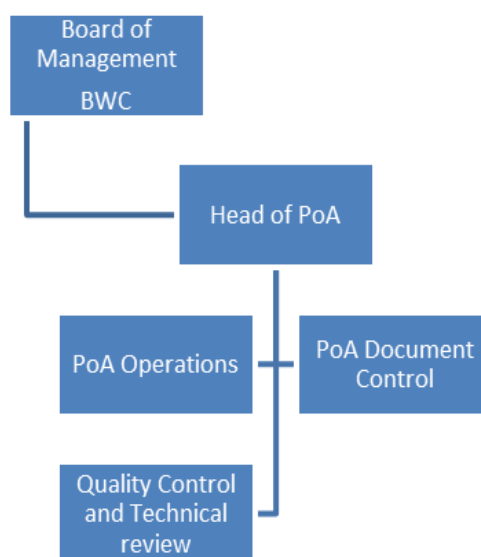 Board of
Management
BWC
Head of PoA
PoA Operations
PoA Document
Control
Quality Control
and Technical
review